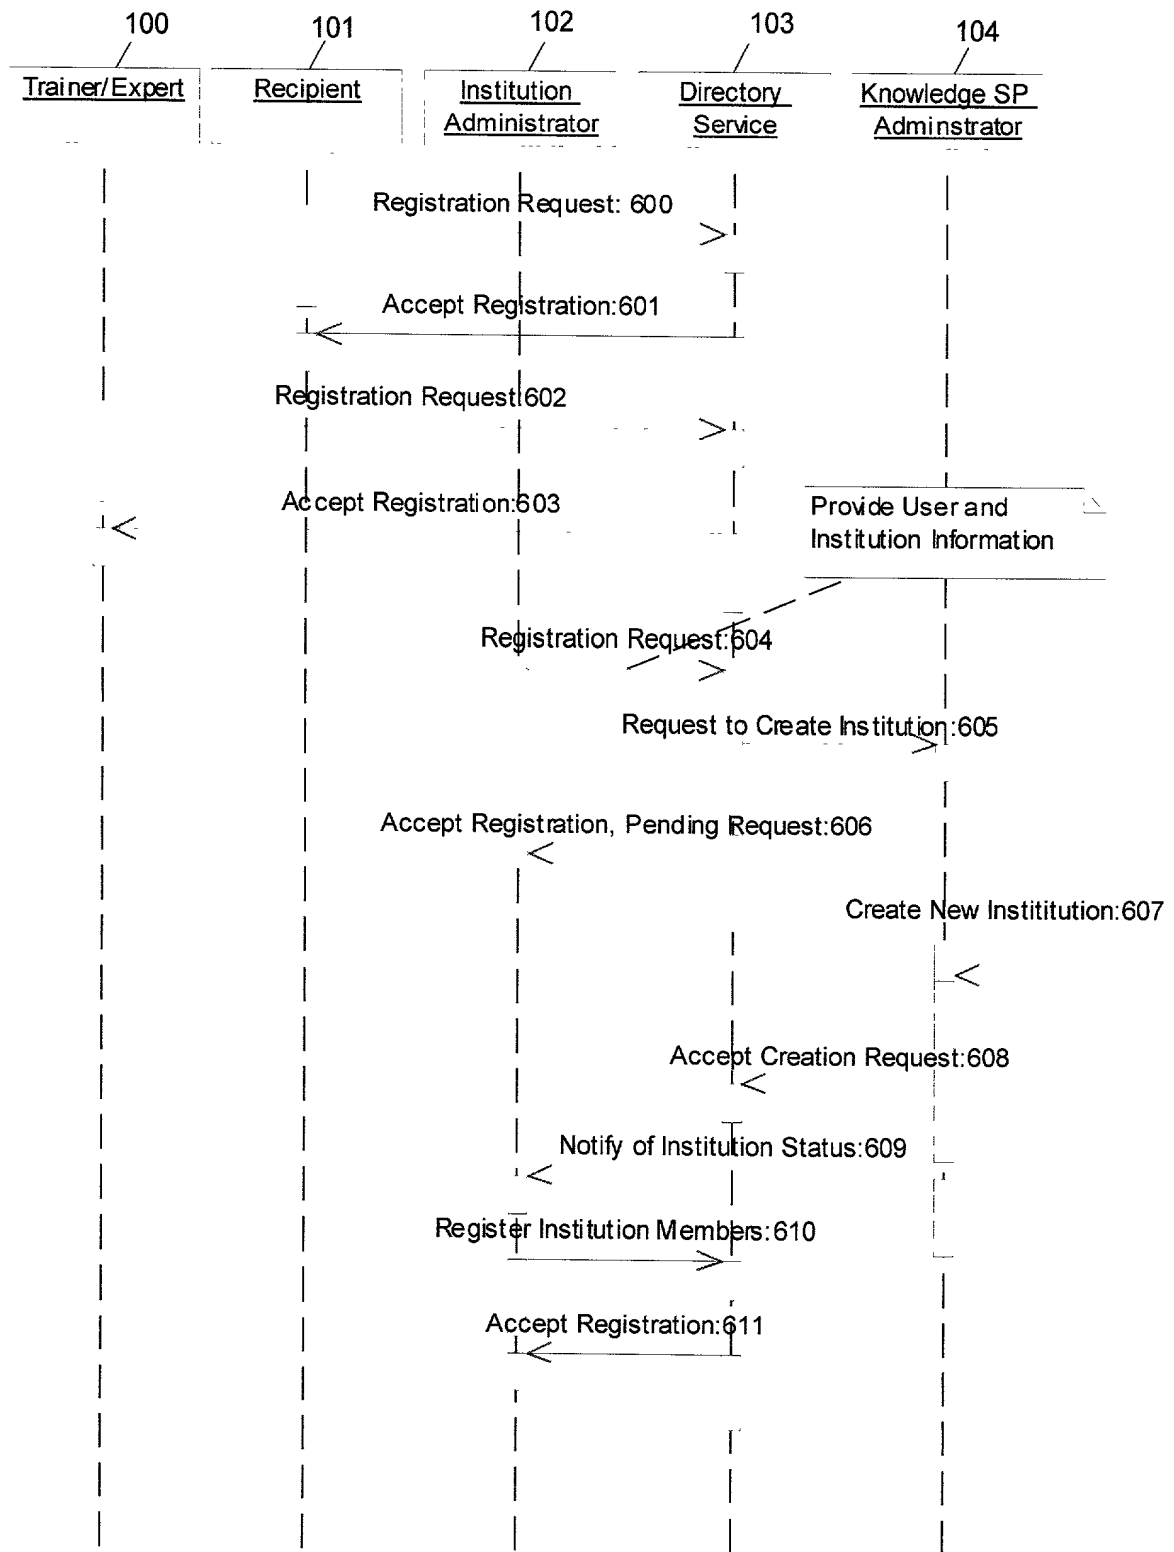 100
101
102
103
104
Trainer/Expert
Recipient
Institution
Administrator
Directory
Service
Knowledge SP
Adminstrator
Registration Request: 600
Accept Registration:601
Registration Request:602
Accept Registration:603
Provide User and
Institution Information
Registration Request:604
Request to Create Institution:605
Accept Registration, Pending Request:606
Create New Instititution:607
Accept Creation Request:608
Notify of Institution Status:609
Register Institution Members:610
Accept Registration:611